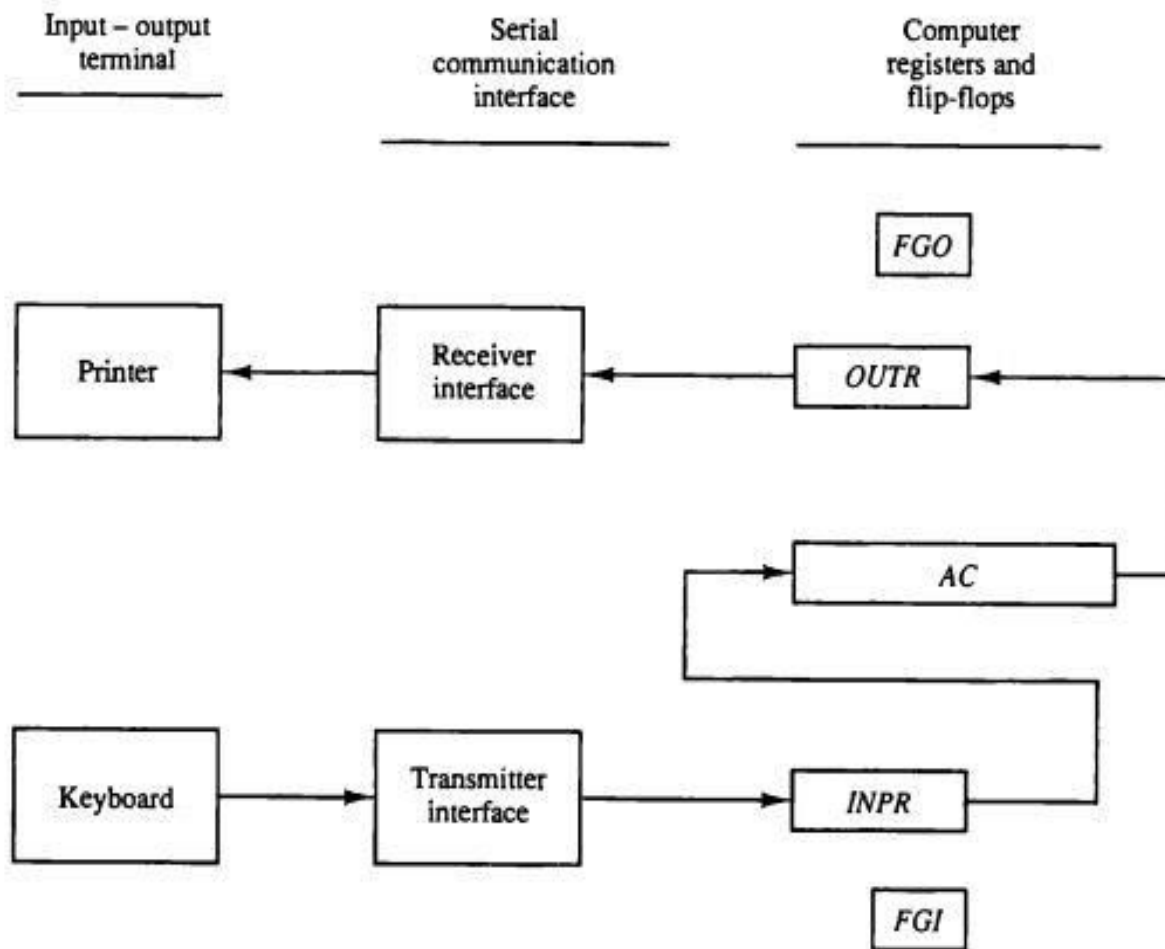 Input – output
terminal
Serial
communication
interface
Computer
registers and
flip-flops
FGO
Printer
Receiver
interface
OUTR
AC
Keyboard
Transmitter
interface
INPR
FGI